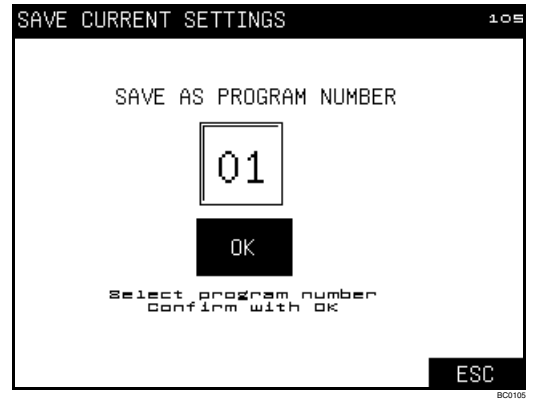 SAVE CURRENT SETTINGS 105
SAVE AS PROGRAM NUMBER
01
OK
Select program number
Confirm with OK
ESC
BC0105